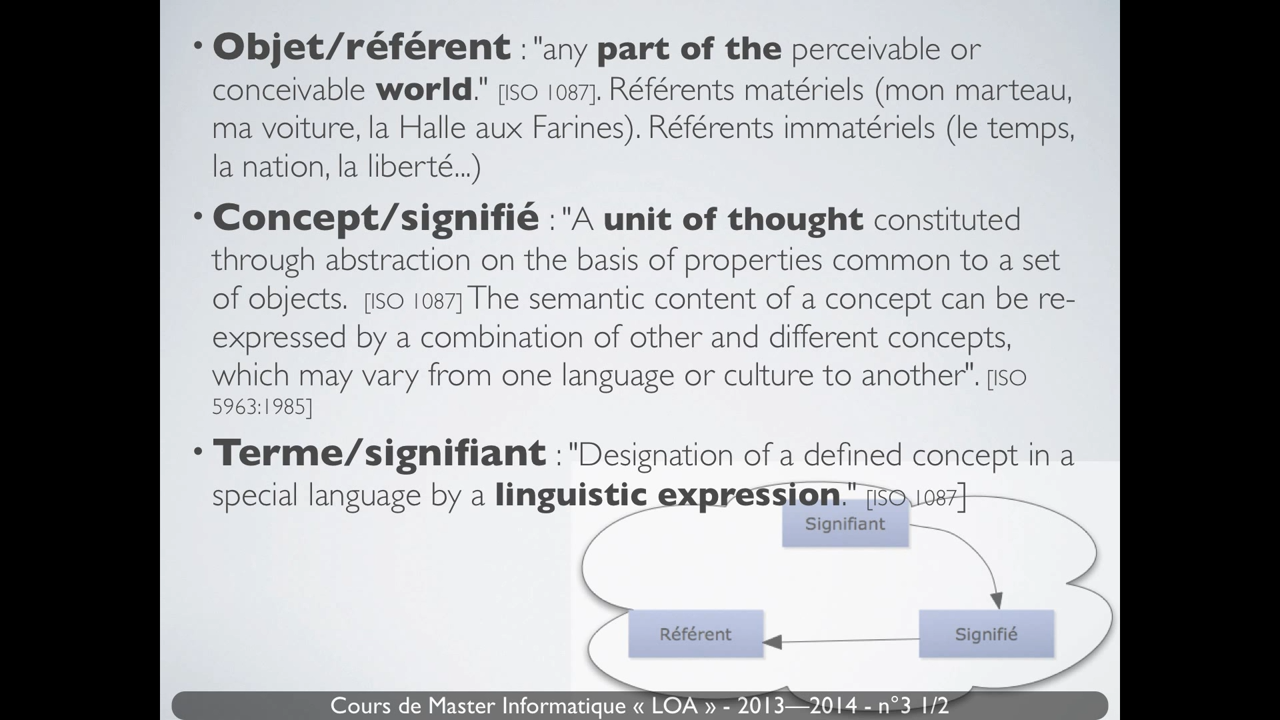 • Objet/référent : "any part of the perceivable or
conceivable world." [ISO 1087]. Référents matériels (mon marteau,
ma voiture, la Halle aux Farines). Référents immatériels (le temps,
la nation, la liberté...)
• Concept/signifié : "A unit of thought constituted
through abstraction on the basis of properties common to a set
of objects. [ISO 1087] The semantic content of a concept can be re-
expressed by a combination of other and different concepts,
which may vary from one language or culture to another". [ISO
5963:1985]
• Terme/signifiant : "Designation of a defined concept in a
special language by a linguistic expression." [ISO 1087]
Signifiant
Référent
Signifié
Cours de Master Informatique « LOA » - 2013—2014 - n°3 1/2